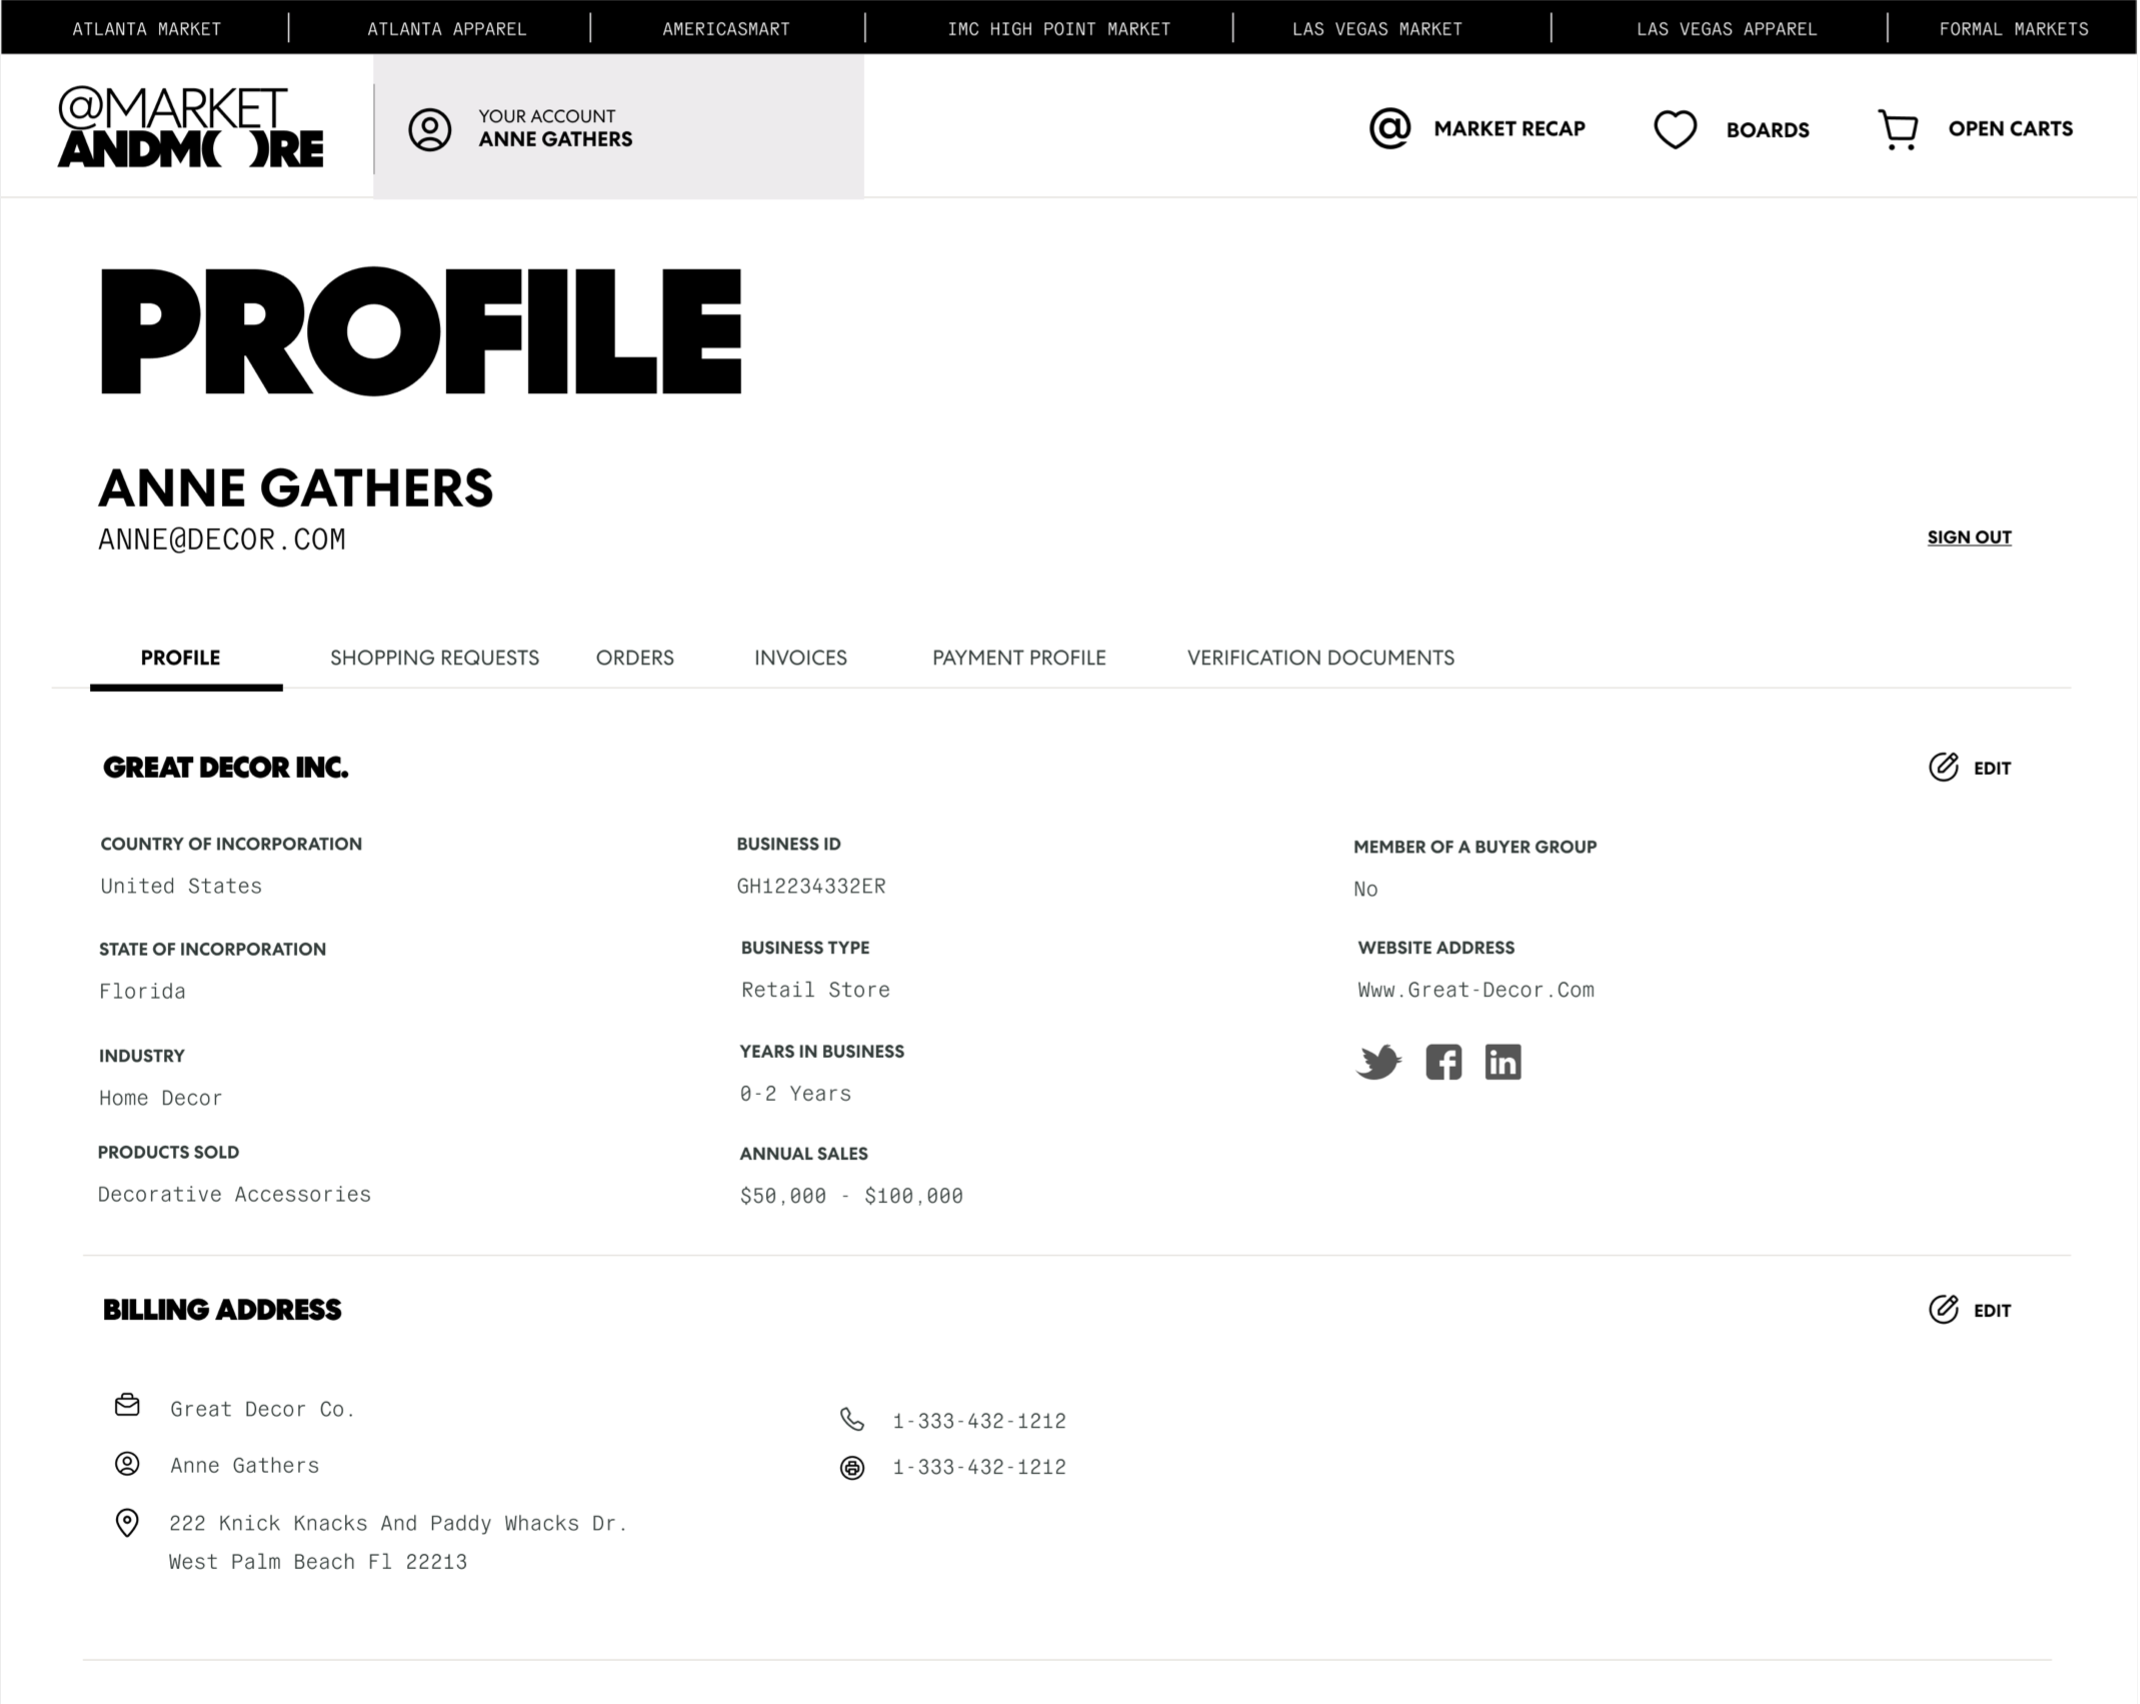 ATLANTA MARKET
ATLANTA APPAREL
AMERICASMART
IMC HIGH POINT MARKET
LAS VEGAS MARKET
LAS VEGAS APPAREL
FORMAL MARKETS
@MARKET
ANDM( )RE
YOUR ACCOUNT
ANNE GATHERS
MARKET RECAP
BOARDS
OPEN CARTS
PROFILE
ANNE GATHERS
ANNE@DECOR.COM
SIGN OUT
PROFILE
SHOPPING REQUESTS
ORDERS
INVOICES
PAYMENT PROFILE
VERIFICATION DOCUMENTS
GREAT DECOR INC.
EDIT
COUNTRY OF INCORPORATION
United States
STATE OF INCORPORATION
Florida
INDUSTRY
Home Decor
PRODUCTS SOLD
Decorative Accessories
BUSINESS ID
GH12234332ER
BUSINESS TYPE
Retail Store
YEARS IN BUSINESS
0-2 Years
ANNUAL SALES
$50,000 - $100,000
MEMBER OF A BUYER GROUP
No
WEBSITE ADDRESS
Www.Great-Decor.Com
BILLING ADDRESS
EDIT
Great Decor Co.
Anne Gathers
222 Knick Knacks And Paddy Whacks Dr.
West Palm Beach Fl 22213
1-333-432-1212
1-333-432-1212